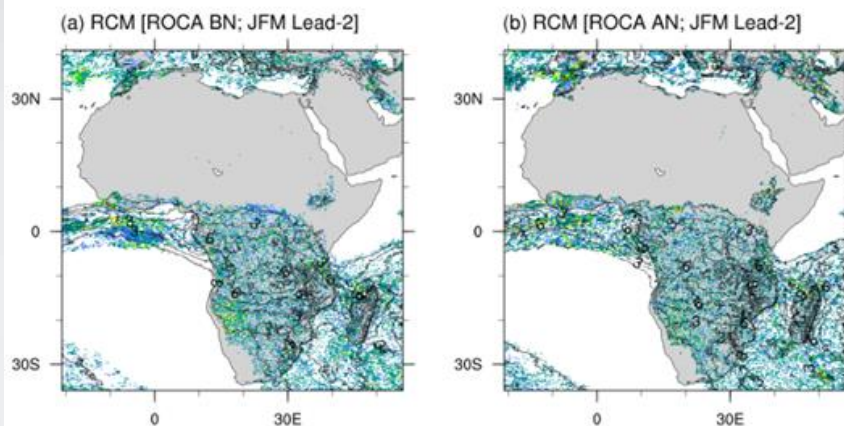 (a) RCM [ROCA BN; JFM Lead-2]
(b) RCM [ROCA AN; JFM Lead-2]
30N
30N
0
0
30S
30S
0
30E
0
30E